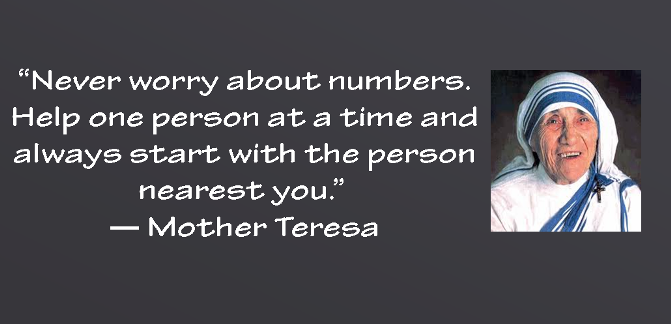 “Never worry about numbers.
Help one person at a time and
always start with the person
nearest you.”
— Mother Teresa